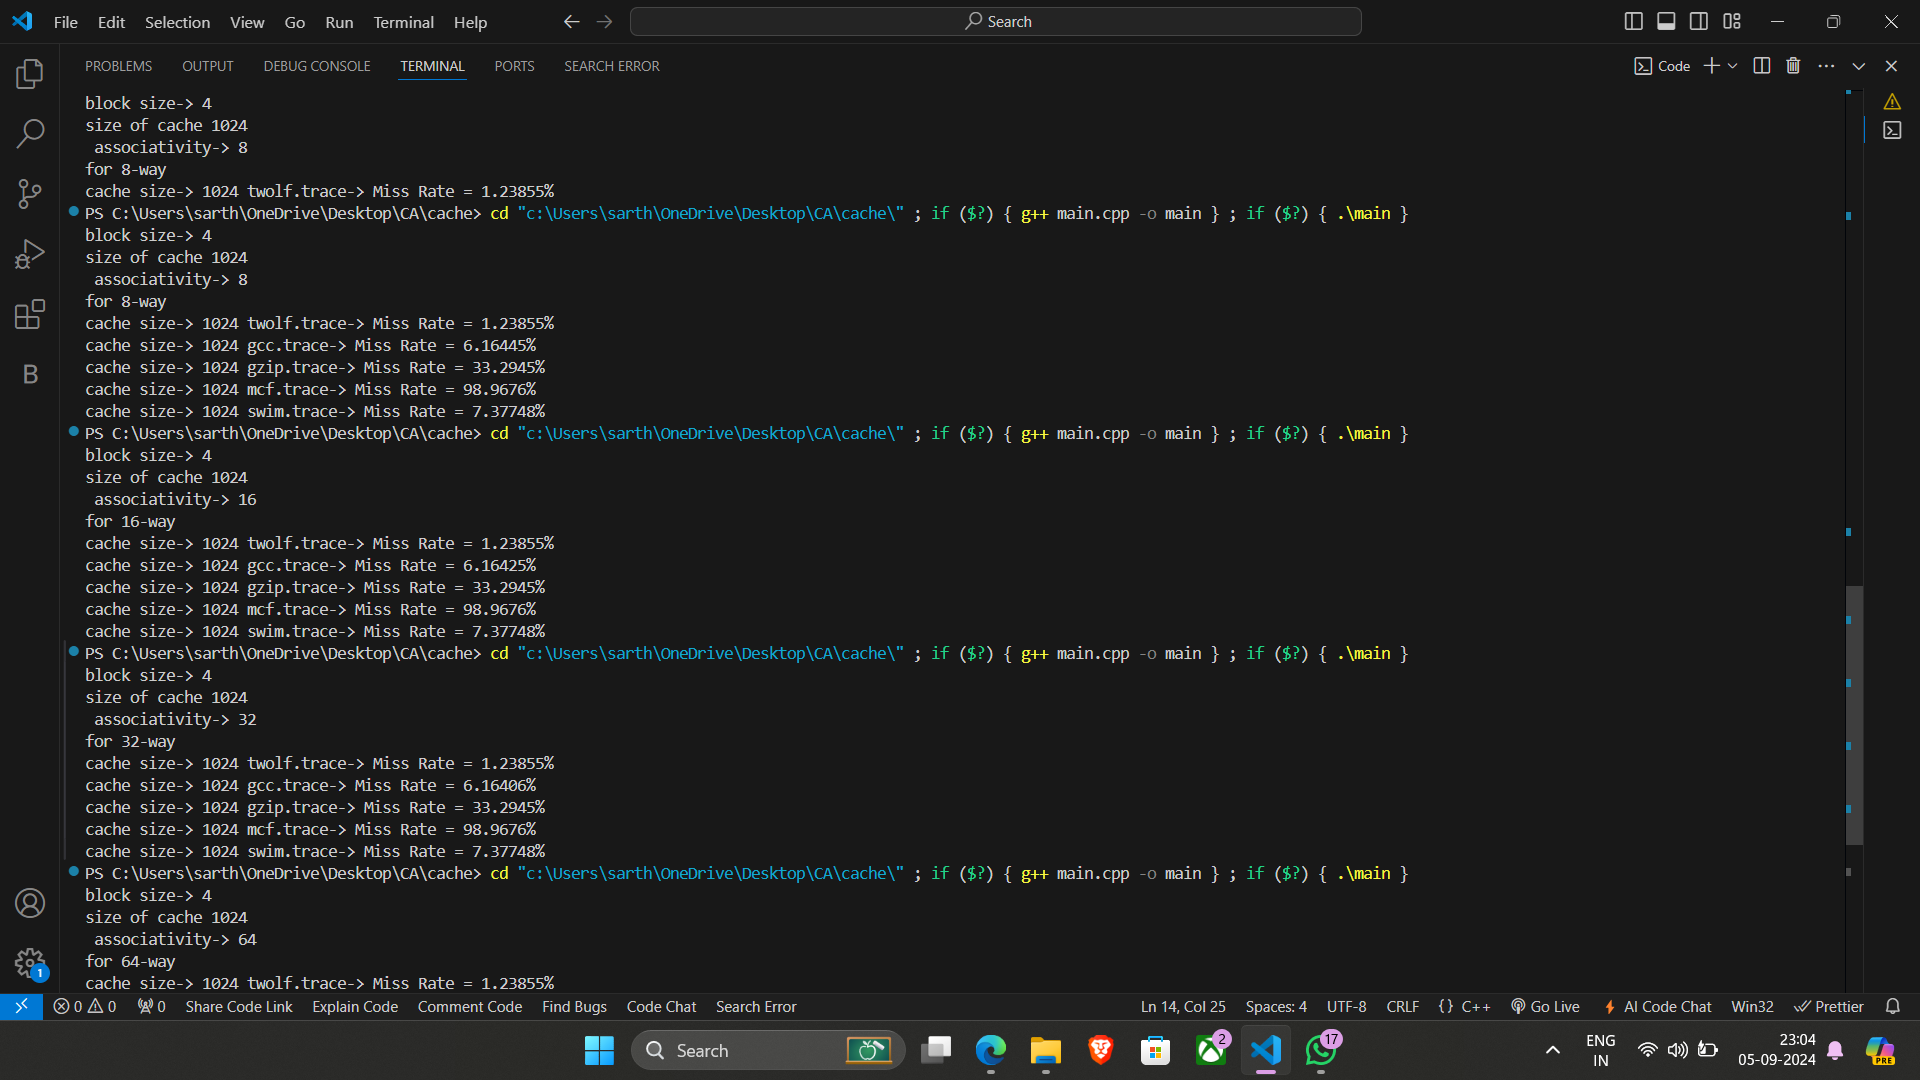 File Edit Selection View Go Run Terminal Help
Search
PROBLEMS OUTPUT DEBUG CONSOLE TERMINAL PORTS SEARCH ERROR
Code
block size-> 4
size of cache 1024
 associativity-> 8
for 8-way
cache size-> 1024 twolf.trace-> Miss Rate = 1.23855%
PS C:\Users\sarth\OneDrive\Desktop\CA\cache> cd "c:\Users\sarth\OneDrive\Desktop\CA\cache\" ; if ($?) { g++ main.cpp -o main } ; if ($?) { .\main }
block size-> 4
size of cache 1024
 associativity-> 8
for 8-way
cache size-> 1024 twolf.trace-> Miss Rate = 1.23855%
cache size-> 1024 gcc.trace-> Miss Rate = 6.16445%
cache size-> 1024 gzip.trace-> Miss Rate = 33.2945%
cache size-> 1024 mcf.trace-> Miss Rate = 98.9676%
cache size-> 1024 swim.trace-> Miss Rate = 7.37748%
PS C:\Users\sarth\OneDrive\Desktop\CA\cache> cd "c:\Users\sarth\OneDrive\Desktop\CA\cache\" ; if ($?) { g++ main.cpp -o main } ; if ($?) { .\main }
block size-> 4
size of cache 1024
 associativity-> 16
for 16-way
cache size-> 1024 twolf.trace-> Miss Rate = 1.23855%
cache size-> 1024 gcc.trace-> Miss Rate = 6.16425%
cache size-> 1024 gzip.trace-> Miss Rate = 33.2945%
cache size-> 1024 mcf.trace-> Miss Rate = 98.9676%
cache size-> 1024 swim.trace-> Miss Rate = 7.37748%
PS C:\Users\sarth\OneDrive\Desktop\CA\cache> cd "c:\Users\sarth\OneDrive\Desktop\CA\cache\" ; if ($?) { g++ main.cpp -o main } ; if ($?) { .\main }
block size-> 4
size of cache 1024
 associativity-> 32
for 32-way
cache size-> 1024 twolf.trace-> Miss Rate = 1.23855%
cache size-> 1024 gcc.trace-> Miss Rate = 6.16406%
cache size-> 1024 gzip.trace-> Miss Rate = 33.2945%
cache size-> 1024 mcf.trace-> Miss Rate = 98.9676%
cache size-> 1024 swim.trace-> Miss Rate = 7.37748%
PS C:\Users\sarth\OneDrive\Desktop\CA\cache> cd "c:\Users\sarth\OneDrive\Desktop\CA\cache\" ; if ($?) { g++ main.cpp -o main } ; if ($?) { .\main }
block size-> 4
size of cache 1024
 associativity-> 64
for 64-way
cache size-> 1024 twolf.trace-> Miss Rate = 1.23855%
B
1
0 0 0 Share Code Link Explain Code Comment Code Find Bugs Code Chat Search Error Ln 14, Col 25 Spaces: 4 UTF-8 CRLF {} C++ Go Live AI Code Chat Win32 Prettier
Search 2 17 ENG 23:04
IN 05-09-2024 PRE